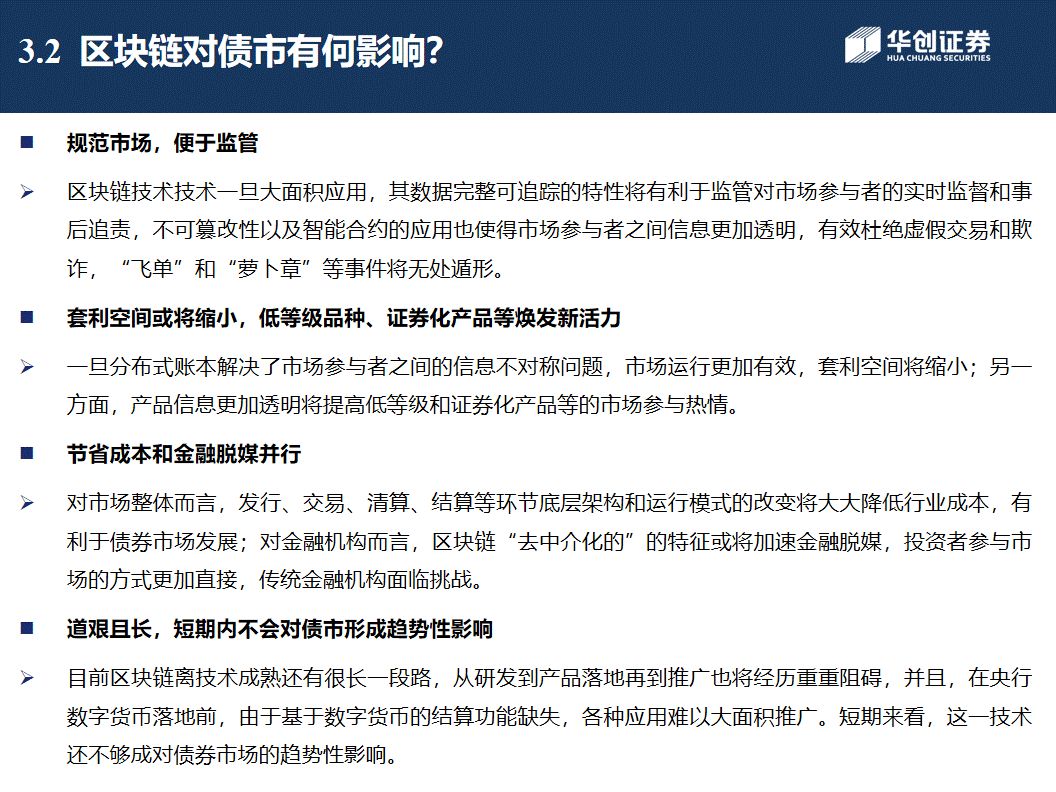 3.2 区块链对债市有何影响？
华创证券
HUA CHUANG SECURITIES
规范市场，便于监管
区块链技术技术一旦大面积应用，其数据完整可追踪的特性将有利于监管对市场参与者的实时监督和事
后追责，不可篡改性以及智能合约的应用也使得市场参与者之间信息更加透明，有效杜绝虚假交易和欺
诈，“飞单”和“萝卜章”等事件将无处遁形。
套利空间或将缩小，低等级品种、证券化产品等焕发新活力
一旦分布式账本解决了市场参与者之间的信息不对称问题，市场运行更加有效，套利空间将缩小；另一
方面，产品信息更加透明将提高低等级和证券化产品等的市场参与热情。
节省成本和金融脱媒并行
对市场整体而言，发行、交易、清算、结算等环节底层架构和运行模式的改变将大大降低行业成本，有
利于债券市场发展；对金融机构而言，区块链“去中介化的”的特征或将加速金融脱媒，投资者参与市
场的方式更加直接，传统金融机构面临挑战。
道艰且长，短期内不会对债市形成趋势性影响
目前区块链离技术成熟还有很长一段路，从研发到产品落地再到推广也将经历重重阻碍，并且，在央行
数字货币落地前，由于基于数字货币的结算功能缺失，各种应用难以大面积推广。短期来看，这一技术
还不够成对债券市场的趋势性影响。